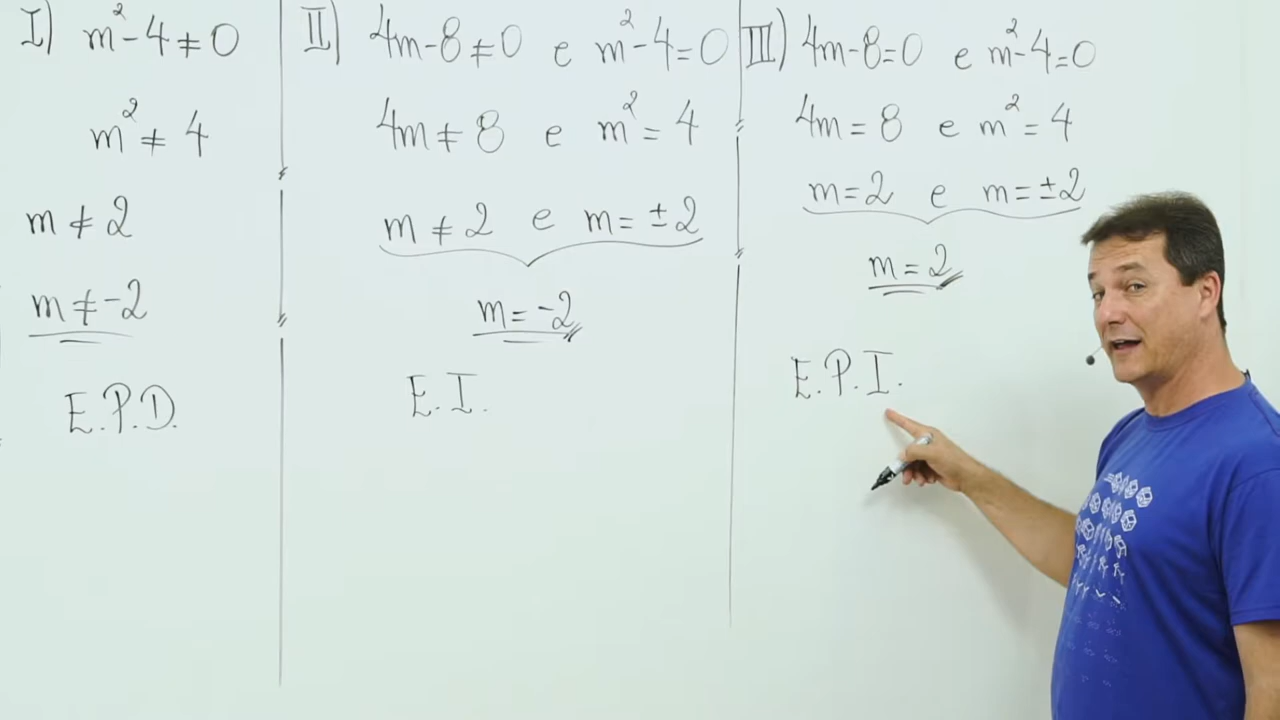 I) m²-4≠0
m²≠4
m≠2
m≠-2
E.P.D.
II) 4m-8≠0 e m²-4=0
4m≠8 e m²=4
m≠2 e m=±2
m=-2
E.I.
III) 4m-8=0 e m²-4=0
4m=8 e m²=4
m=2 e m=±2
m=2
E.P.I.